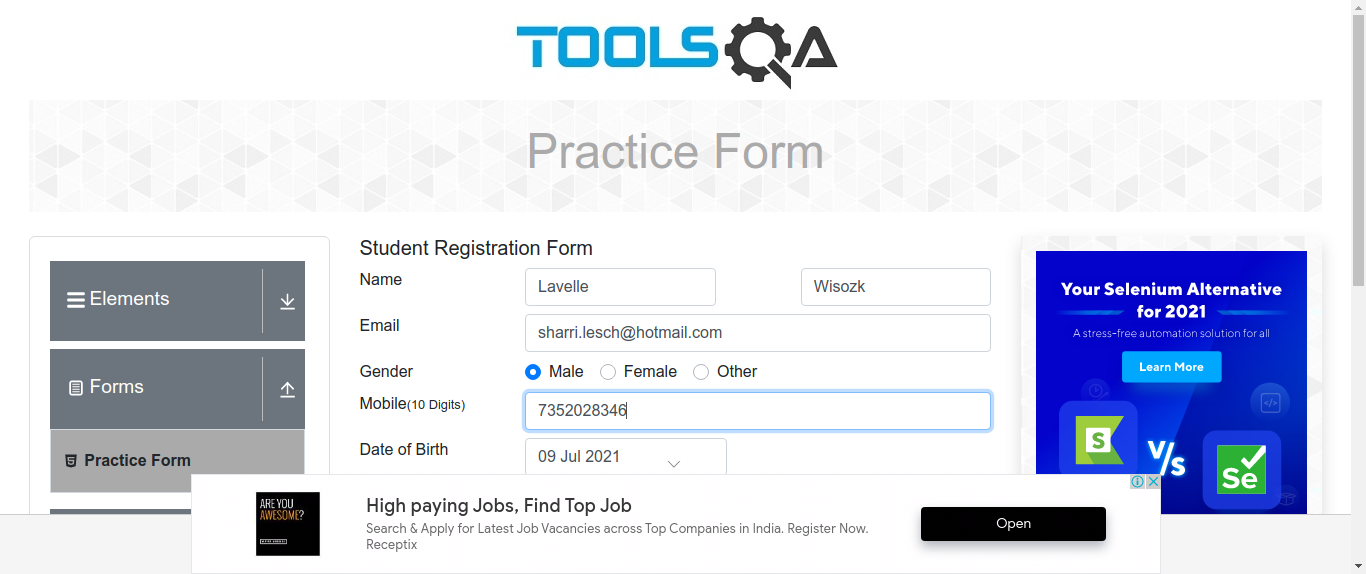 TOOLSQA
Practice Form
Elements
Forms
Practice Form
Student Registration Form
Name
Lavelle
Wisozk
Email
sharri.lesch@hotmail.com
Gender
Male
Female
Other
Mobile(10 Digits)
7352028346
Date of Birth
09 Jul 2021
Your Selenium Alternative
for 2021
A stress-free automation solution for all
Learn More
S
V/s
Se
ARE YOU
AWESOME?
High paying Jobs, Find Top Job
Search & Apply for Latest Job Vacancies across Top Companies in India. Register Now.
Receptix
Open